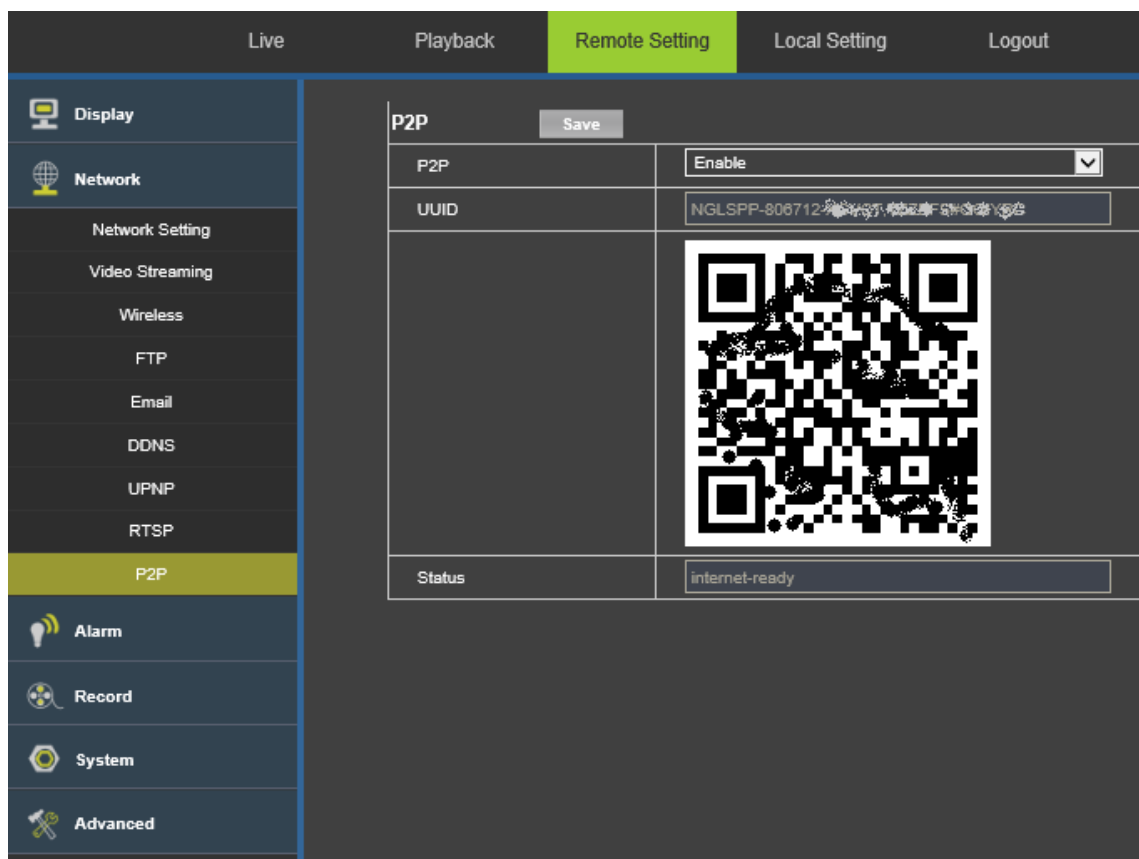 Live Playback Remote Setting Local Setting Logout
Display
Network
Network Setting
Video Streaming
Wireless
FTP
Email
DDNS
UPNP
RTSP
P2P
Alarm
Record
System
Advanced
P2P Save
P2P Enable
UUID NGLSPP-806712
Status internet-ready